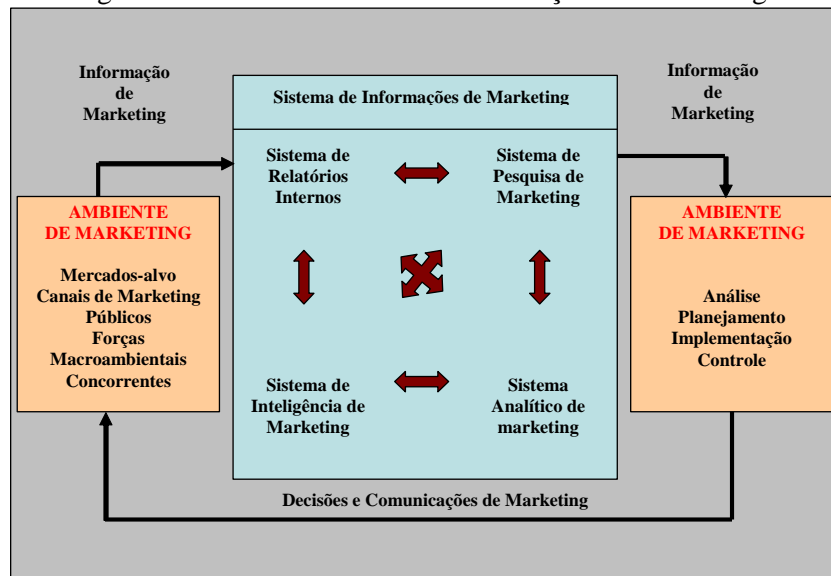 Informação
de
Marketing
Sistema de Informações de Marketing
Informação
de
Marketing
Sistema de
Relatórios
Internos
Sistema de
Pesquisa de
Marketing
AMBIENTE
DE MARKETING
Mercados-alvo
Canais de Marketing
Públicos
Forças
Macroambientais
Concorrentes
AMBIENTE
DE MARKETING
Análise
Planejamento
Implementação
Controle
Sistema de
Inteligência de
Marketing
Sistema
Analítico de
marketing
Decisões e Comunicações de Marketing